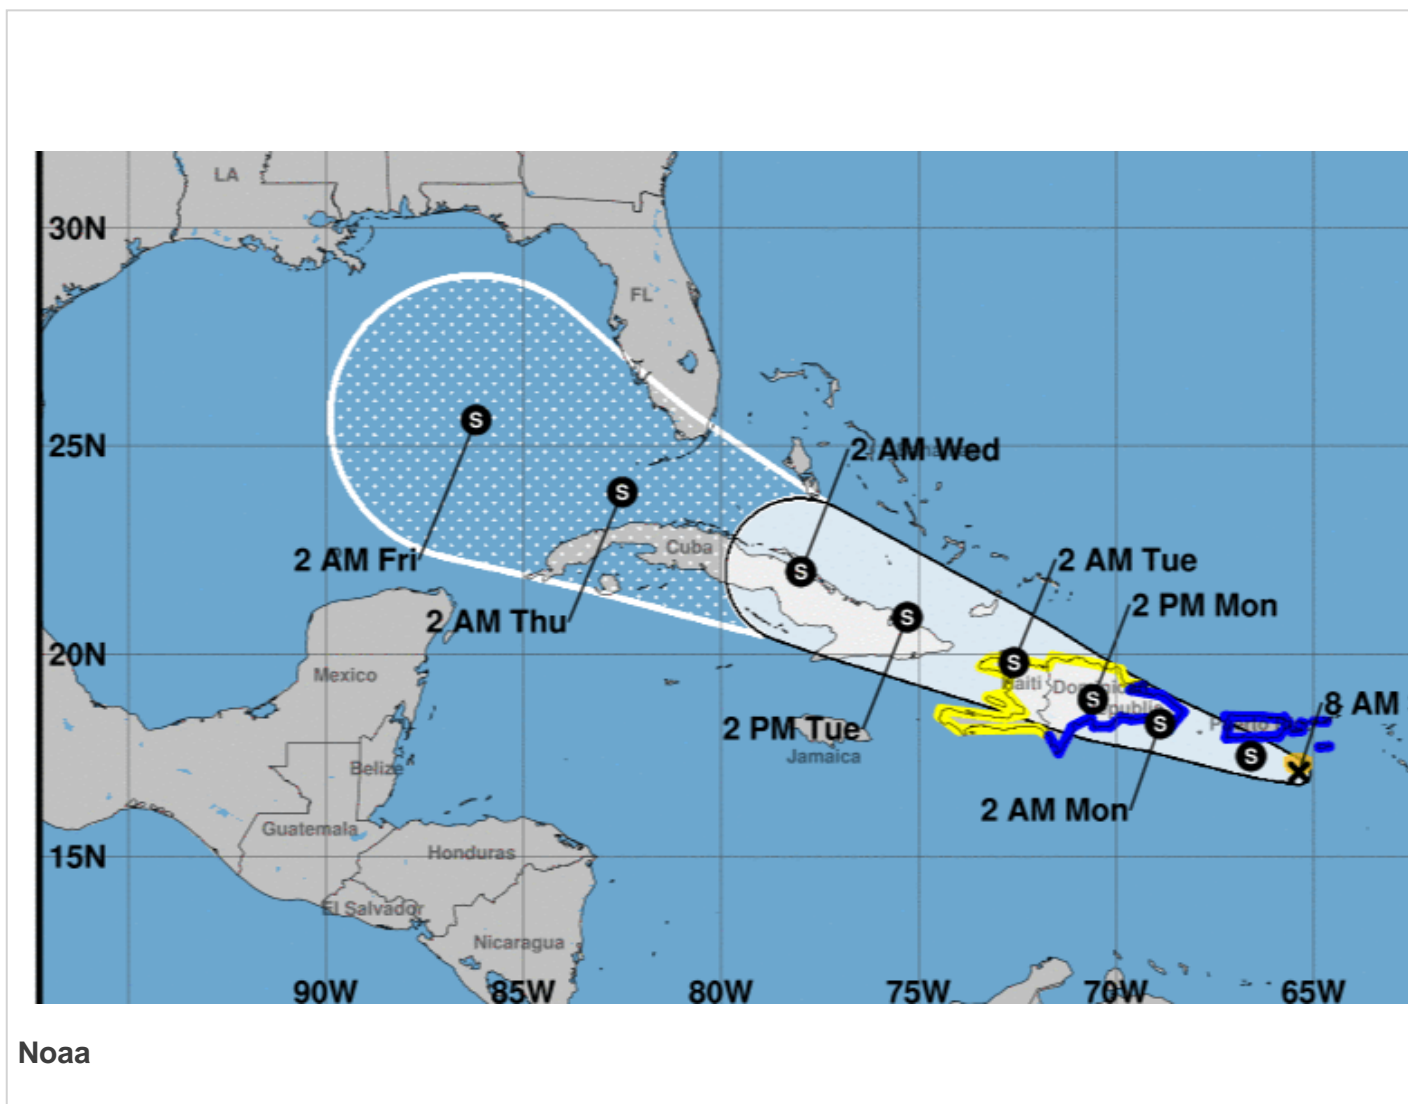 LA
30N
FL
S
25N
2 AM Wed
S
Cuba
2 AM Fri
S
2 AM Tue
S
2 PM Mon
2 AM Thu
20N
S
Mexico
Haiti
S
8 AM
2 PM Tue
S
Jamaica
S
Belize
2 AM Mon
Guatemala
15N
Honduras
El Salvador
Nicaragua
90W
85W
80W
75W
70W
65W
Noaa